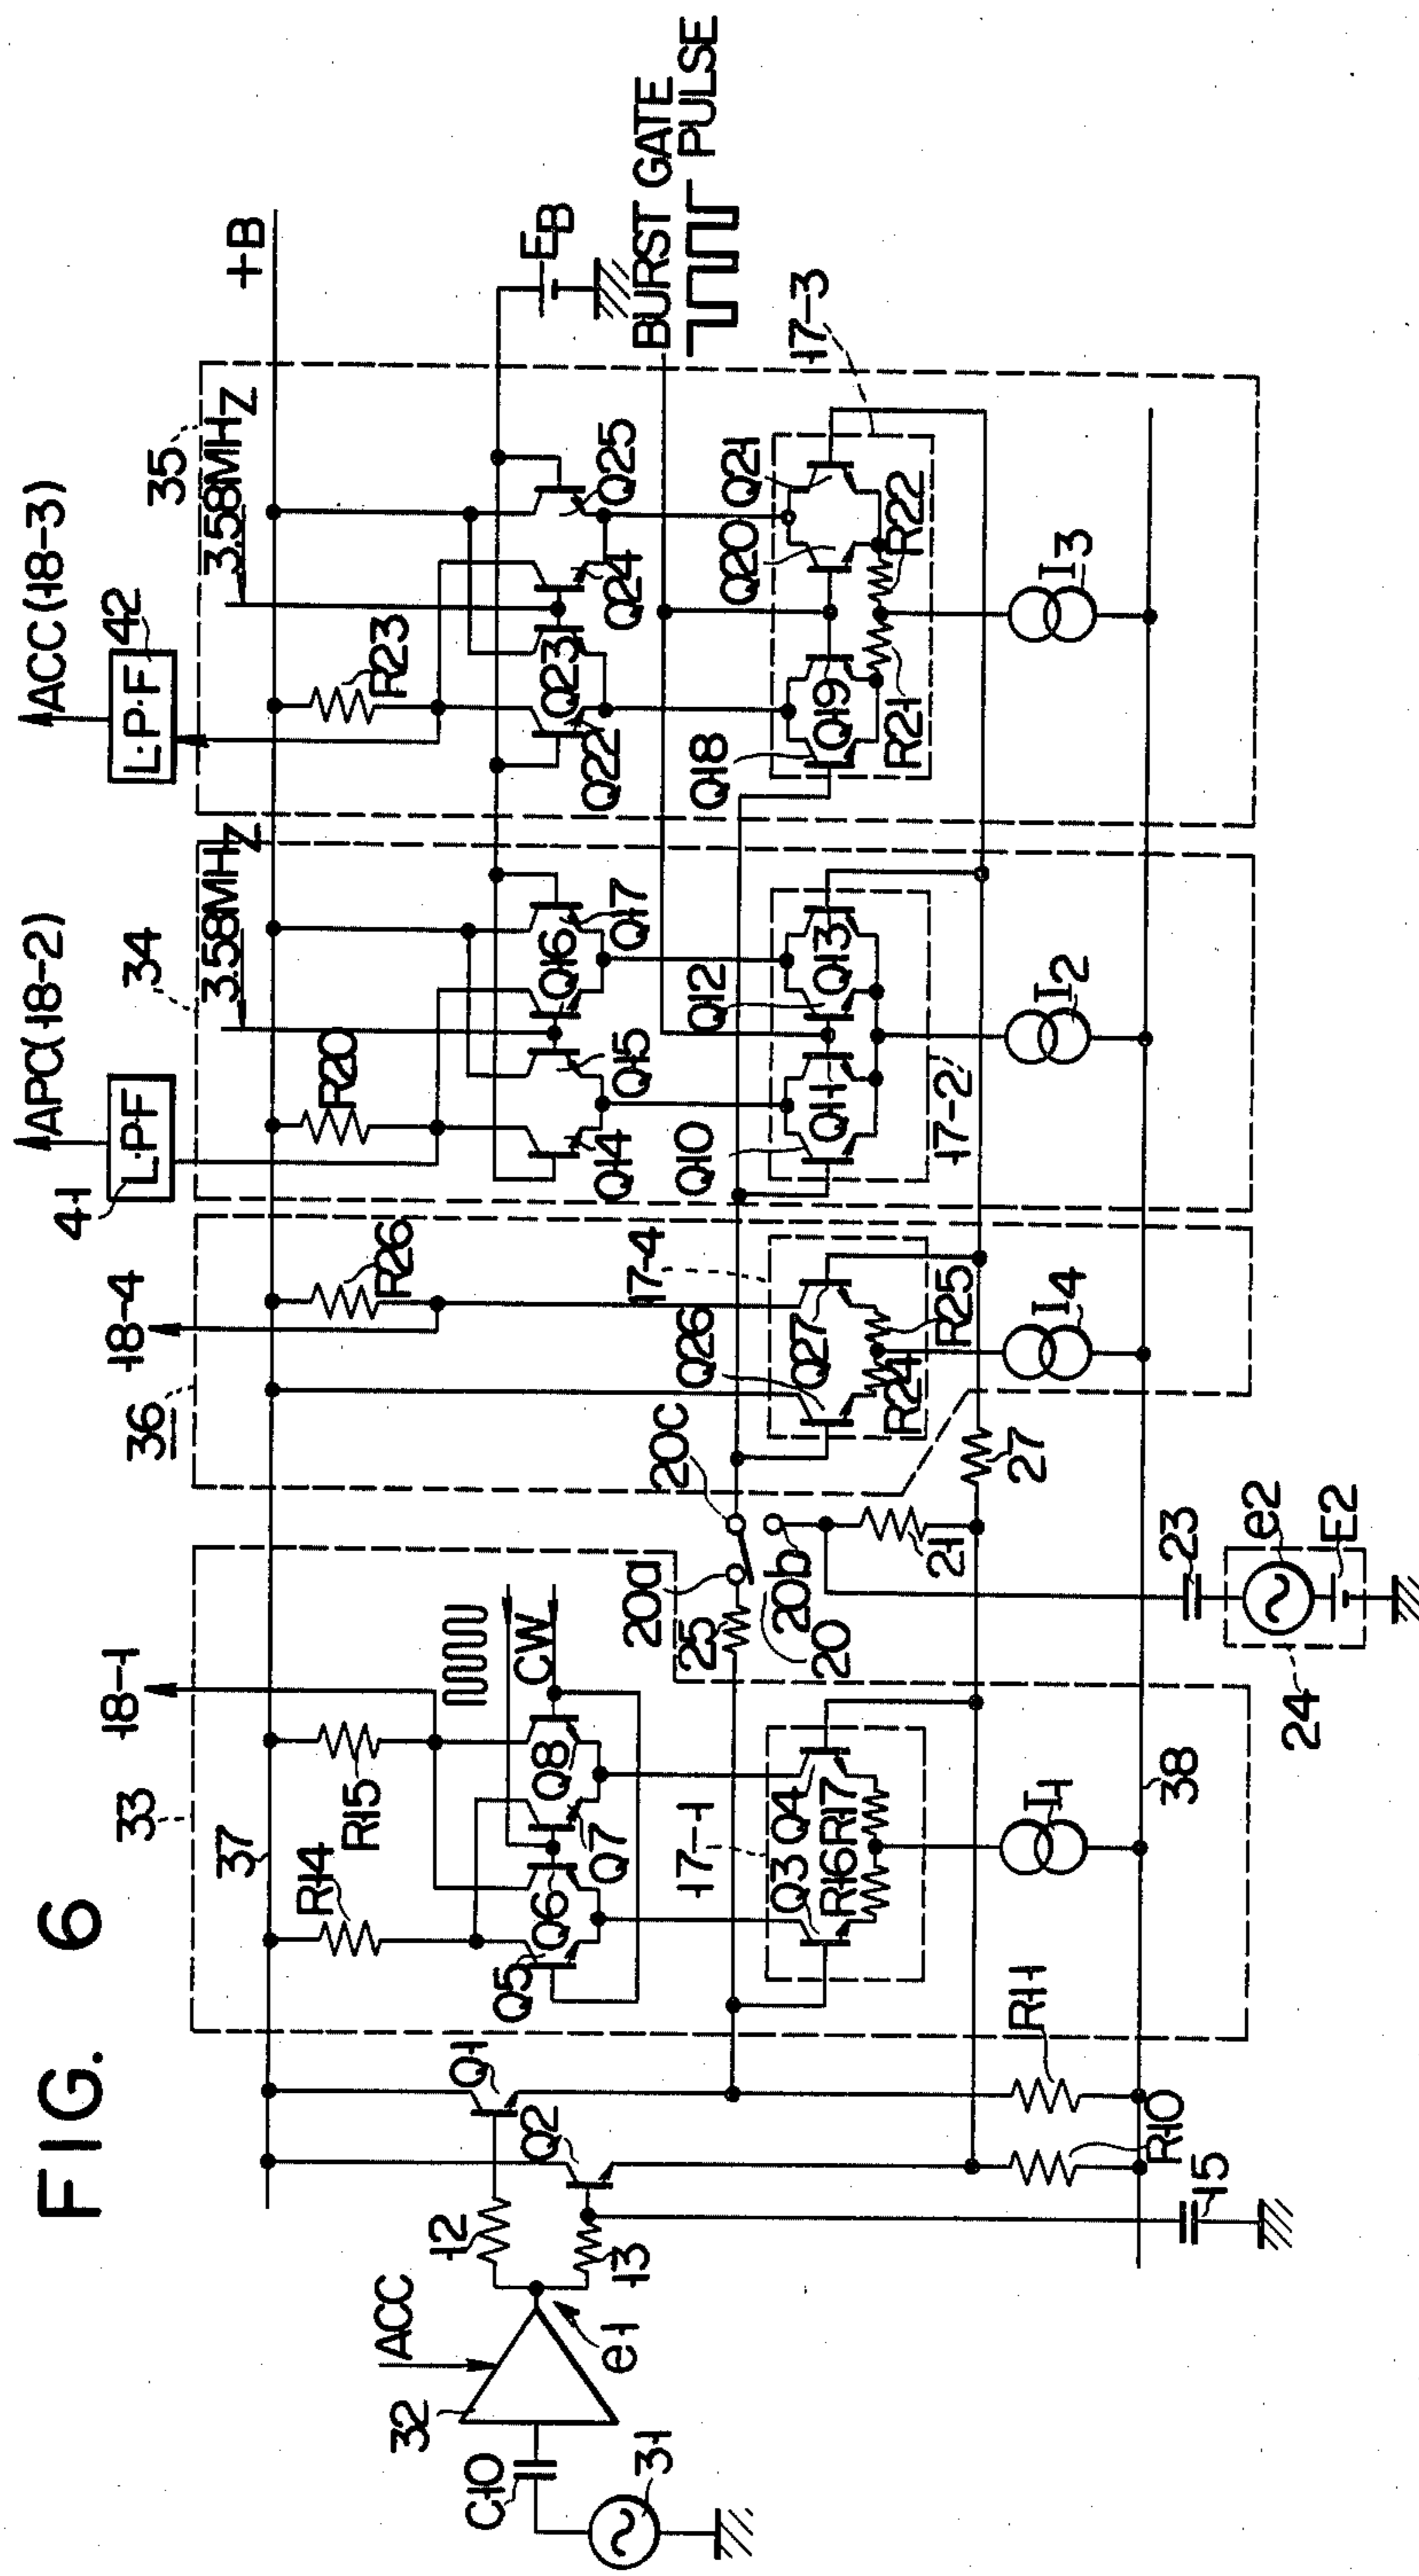 FIG. 6
ACC (18-3)
APC (18-2)
18-4
18-1
42
L·P·F
41
L·PF
35
34
36
33
3.58MHZ
3.58MHZ
+B
37
R23
R20
R26
R15
R14
EB
BURST GATE
PULSE
CW
Q25
Q24
Q23
Q22
Q17
Q16
Q15
Q14
Q8
Q7
Q6
Q5
Q1
Q2
12
13
ACC
32
e1
C10
31
17-3
Q21
Q20
Q19
Q18
R22
R21
Q13
Q12
Q11
Q10
17-2
17-4
Q26
Q27
R25
R24
20C
20a
20b
20
25
21
27
17-1
Q3
Q4
R16
R17
I3
I2
I4
I1
38
R11
R10
15
23
e2
E2
24